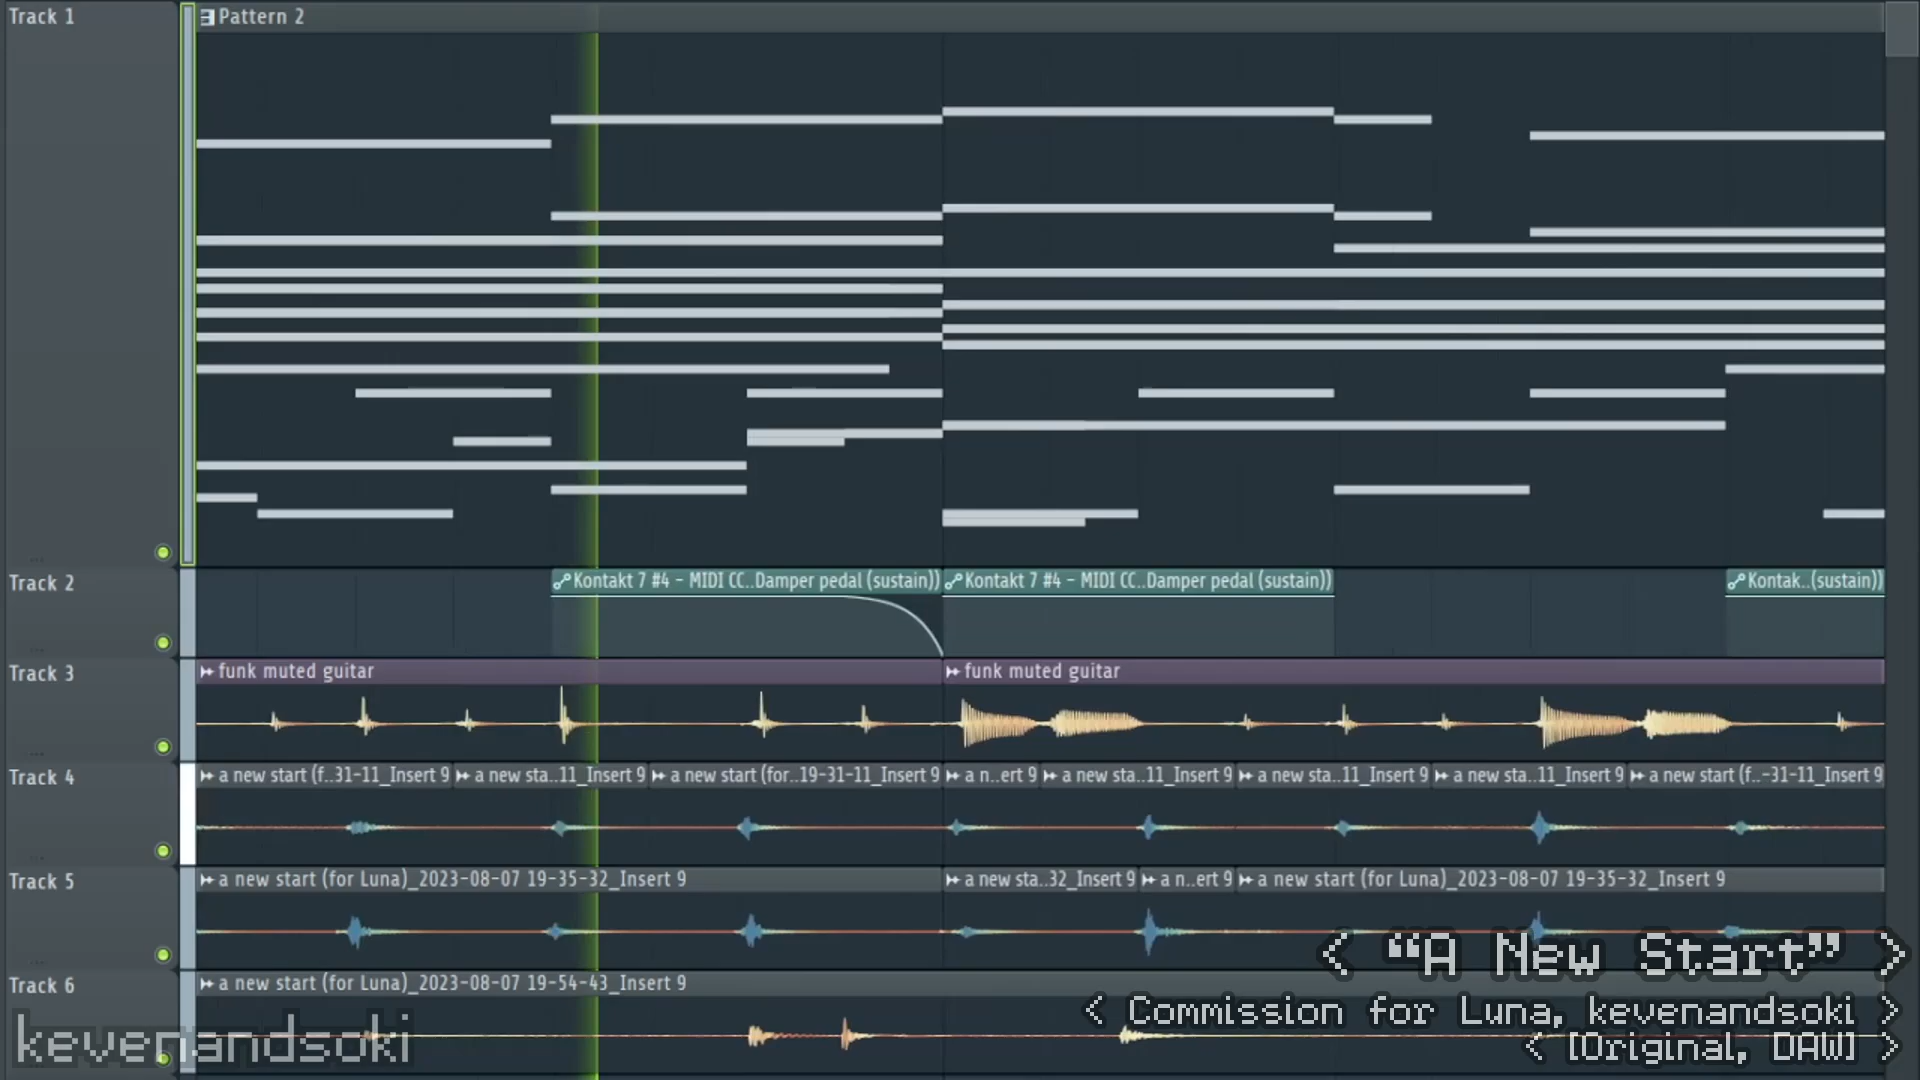 Track 1
Pattern 2
Track 2
Kontakt 7 #4 - MIDI CC..Damper pedal (sustain))
Kontakt 7 #4 - MIDI CC..Damper pedal (sustain))
Kontak..(sustain))
Track 3
funk muted guitar
funk muted guitar
Track 4
a new start (f..31-11_Insert 9
a new sta..11_Insert 9
a new start (for..19-31-11_Insert 9
a n..ert 9
a new sta..11_Insert 9
a new sta..11_Insert 9
a new sta..11_Insert 9
a new start (f..-31-11_Insert 9
Track 5
a new start (for Luna)_2023-08-07 19-35-32_Insert 9
a new sta..32_Insert 9
a n..ert 9
a new start (for Luna)_2023-08-07 19-35-32_Insert 9
< “A New Start” >
Track 6
a new start (for Luna)_2023-08-07 19-54-43_Insert 9
< Commission for Luna, kevenandsoki >
kevenandsoki
< [Original, DAW] >